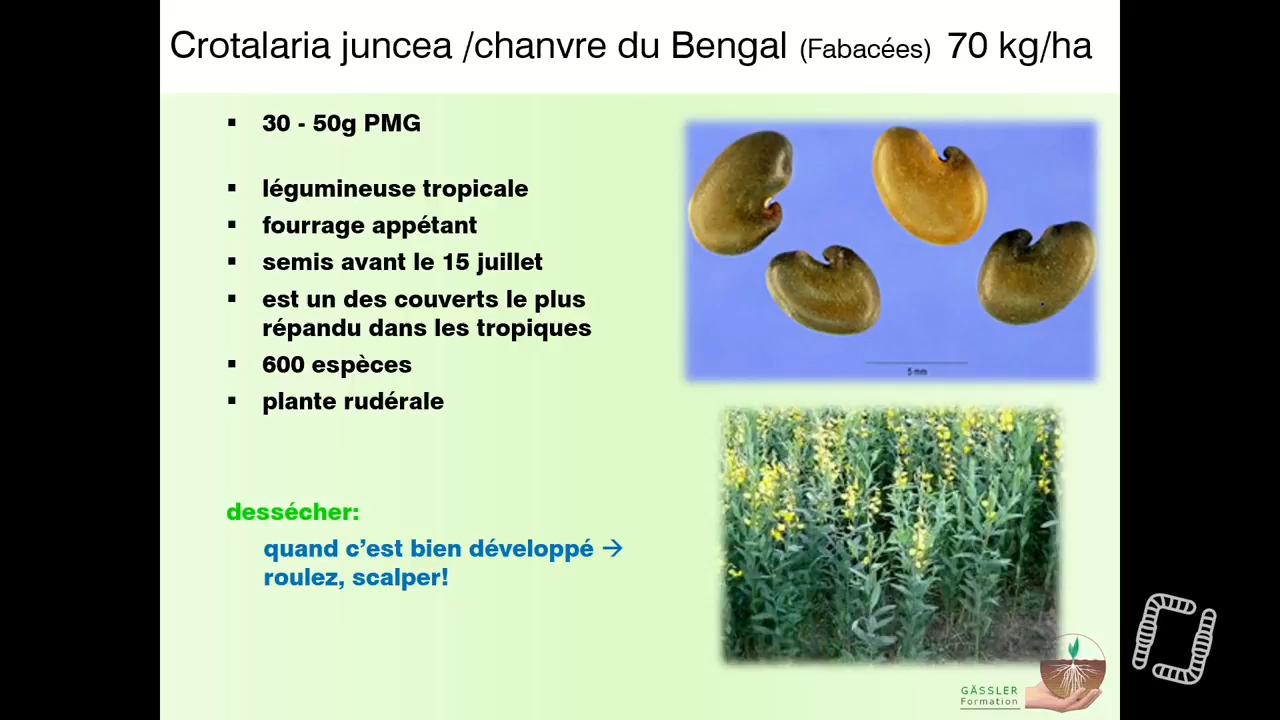 Crotalaria juncea /chanvre du Bengal (Fabacées) 70 kg/ha
▪ 30 - 50g PMG
▪ légumineuse tropicale
▪ fourrage appétant
▪ semis avant le 15 juillet
▪ est un des couverts le plus
répandu dans les tropiques
▪ 600 espèces
▪ plante rudérale
dessécher:
quand c’est bien développé →
roulez, scalper!
5 mm
GÄSSLER
Formation